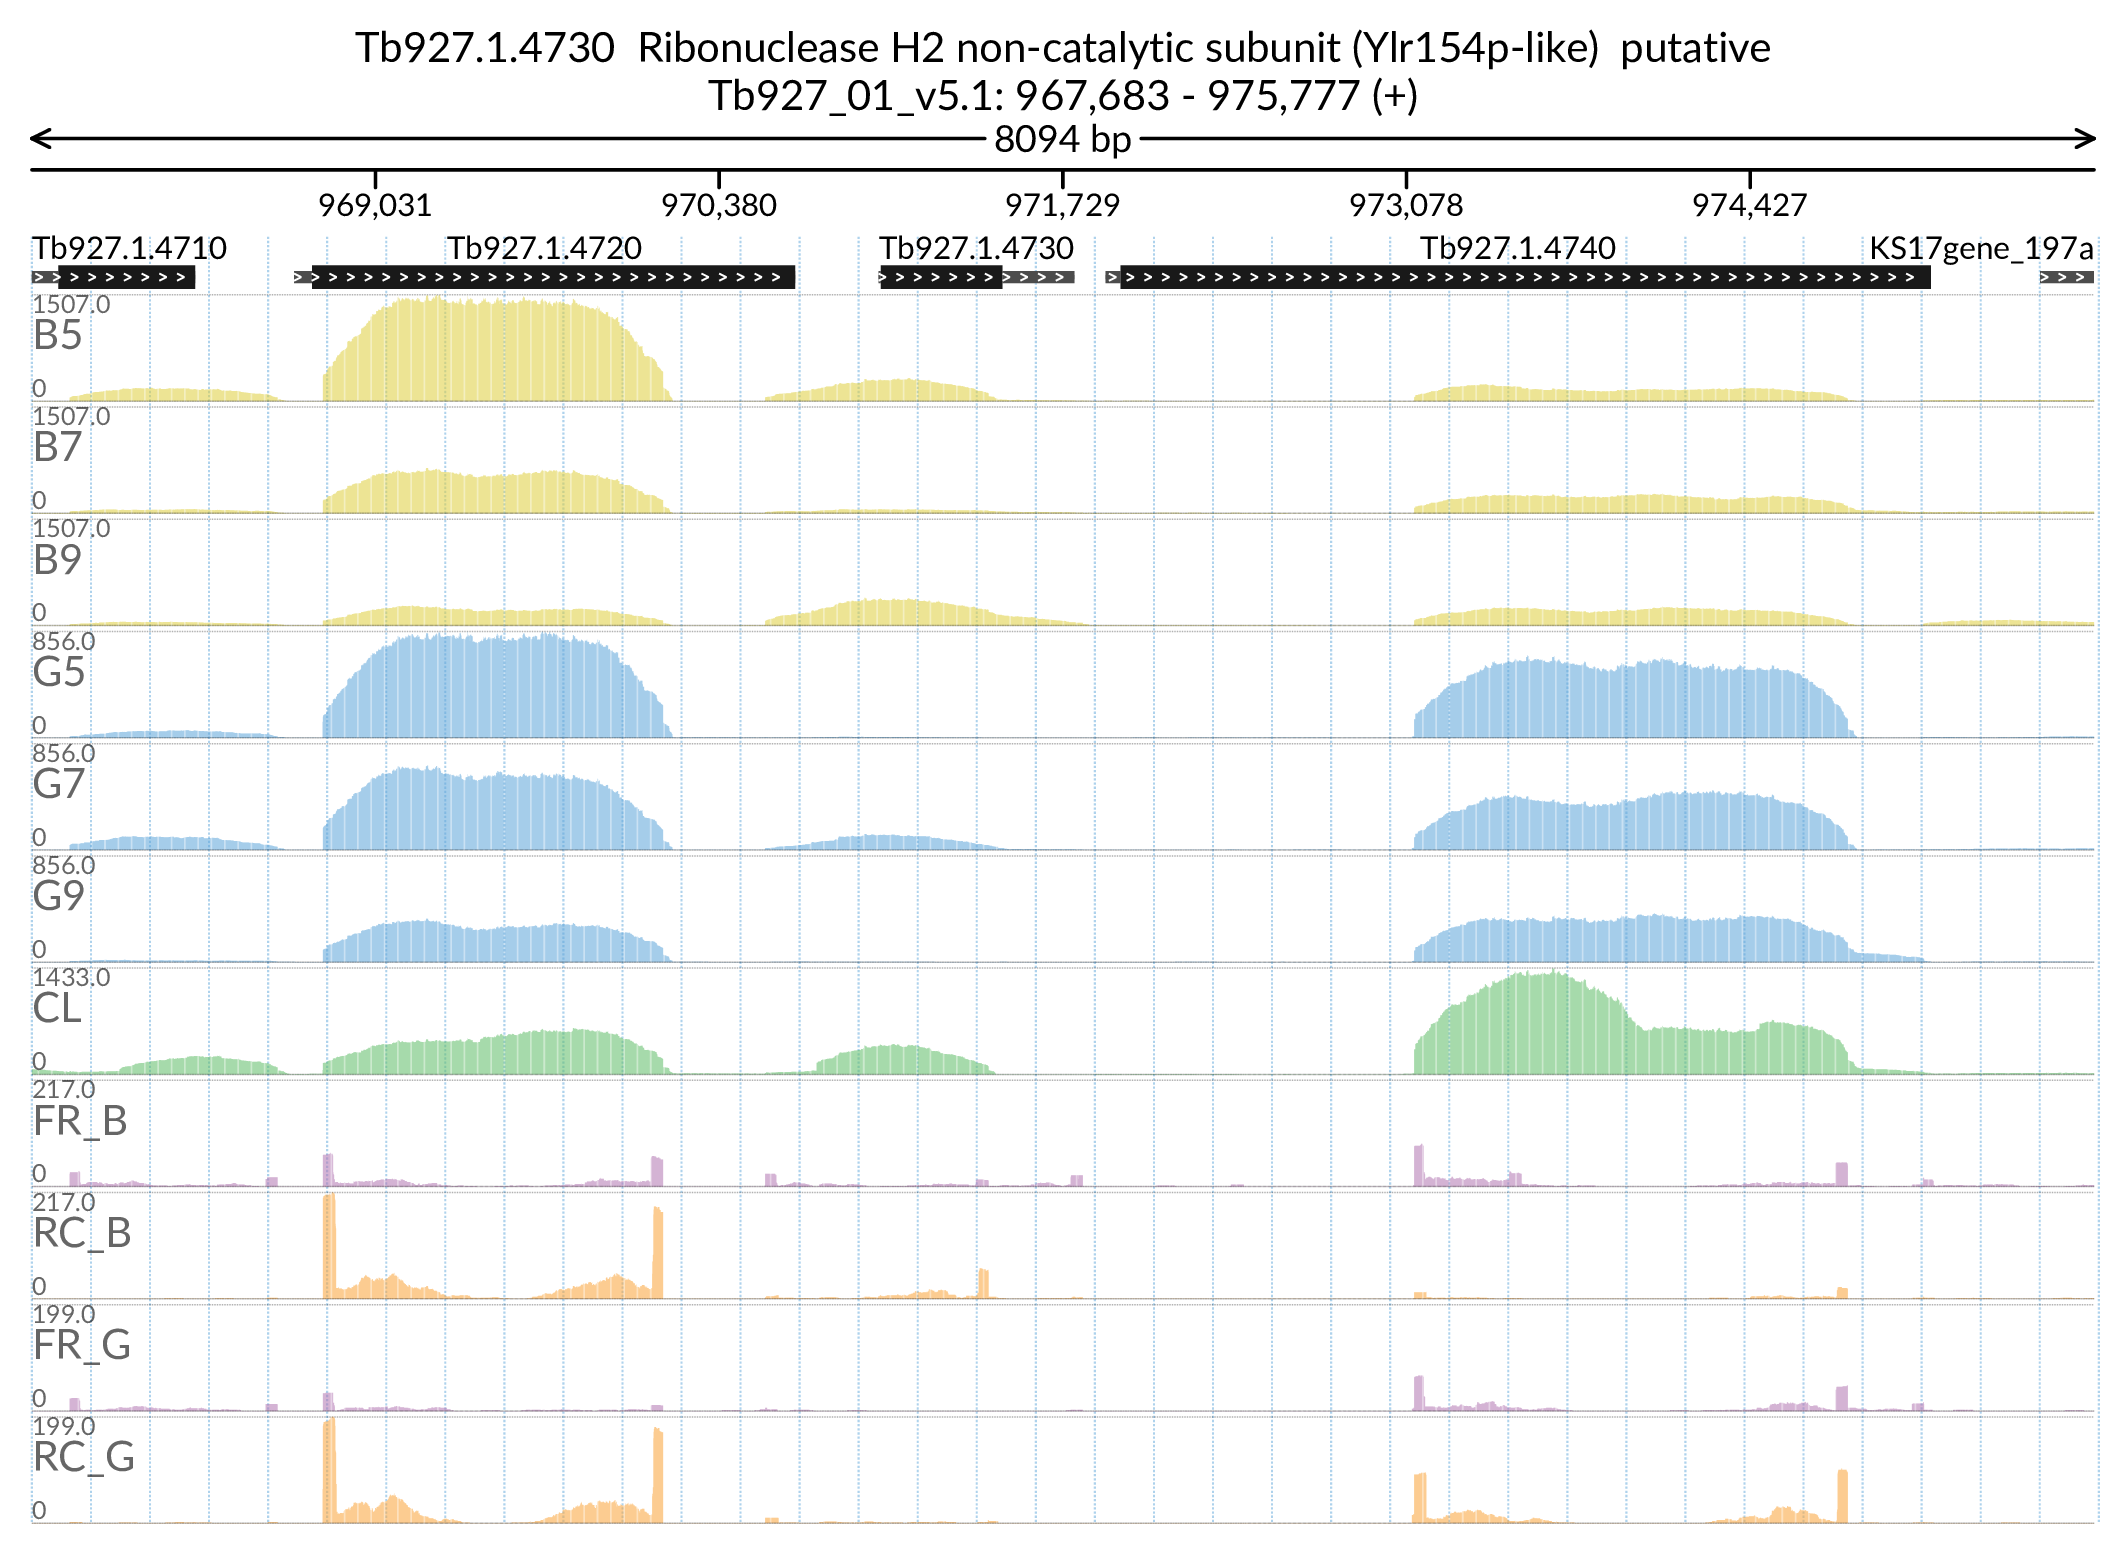 Tb927.1.4730  Ribonuclease H2 non-catalytic subunit (Ylr154p-like)  putative
Tb927_01_v5.1: 967,683 - 975,777 (+)
8094 bp
969,031 970,380 971,729 973,078 974,427
Tb927.1.4710 Tb927.1.4720 Tb927.1.4730 Tb927.1.4740 KS17gene_197a
1507.0
B5
0
1507.0
B7
0
1507.0
B9
0
856.0
G5
0
856.0
G7
0
856.0
G9
0
1433.0
CL
0
217.0
FR_B
0
217.0
RC_B
0
199.0
FR_G
0
199.0
RC_G
0